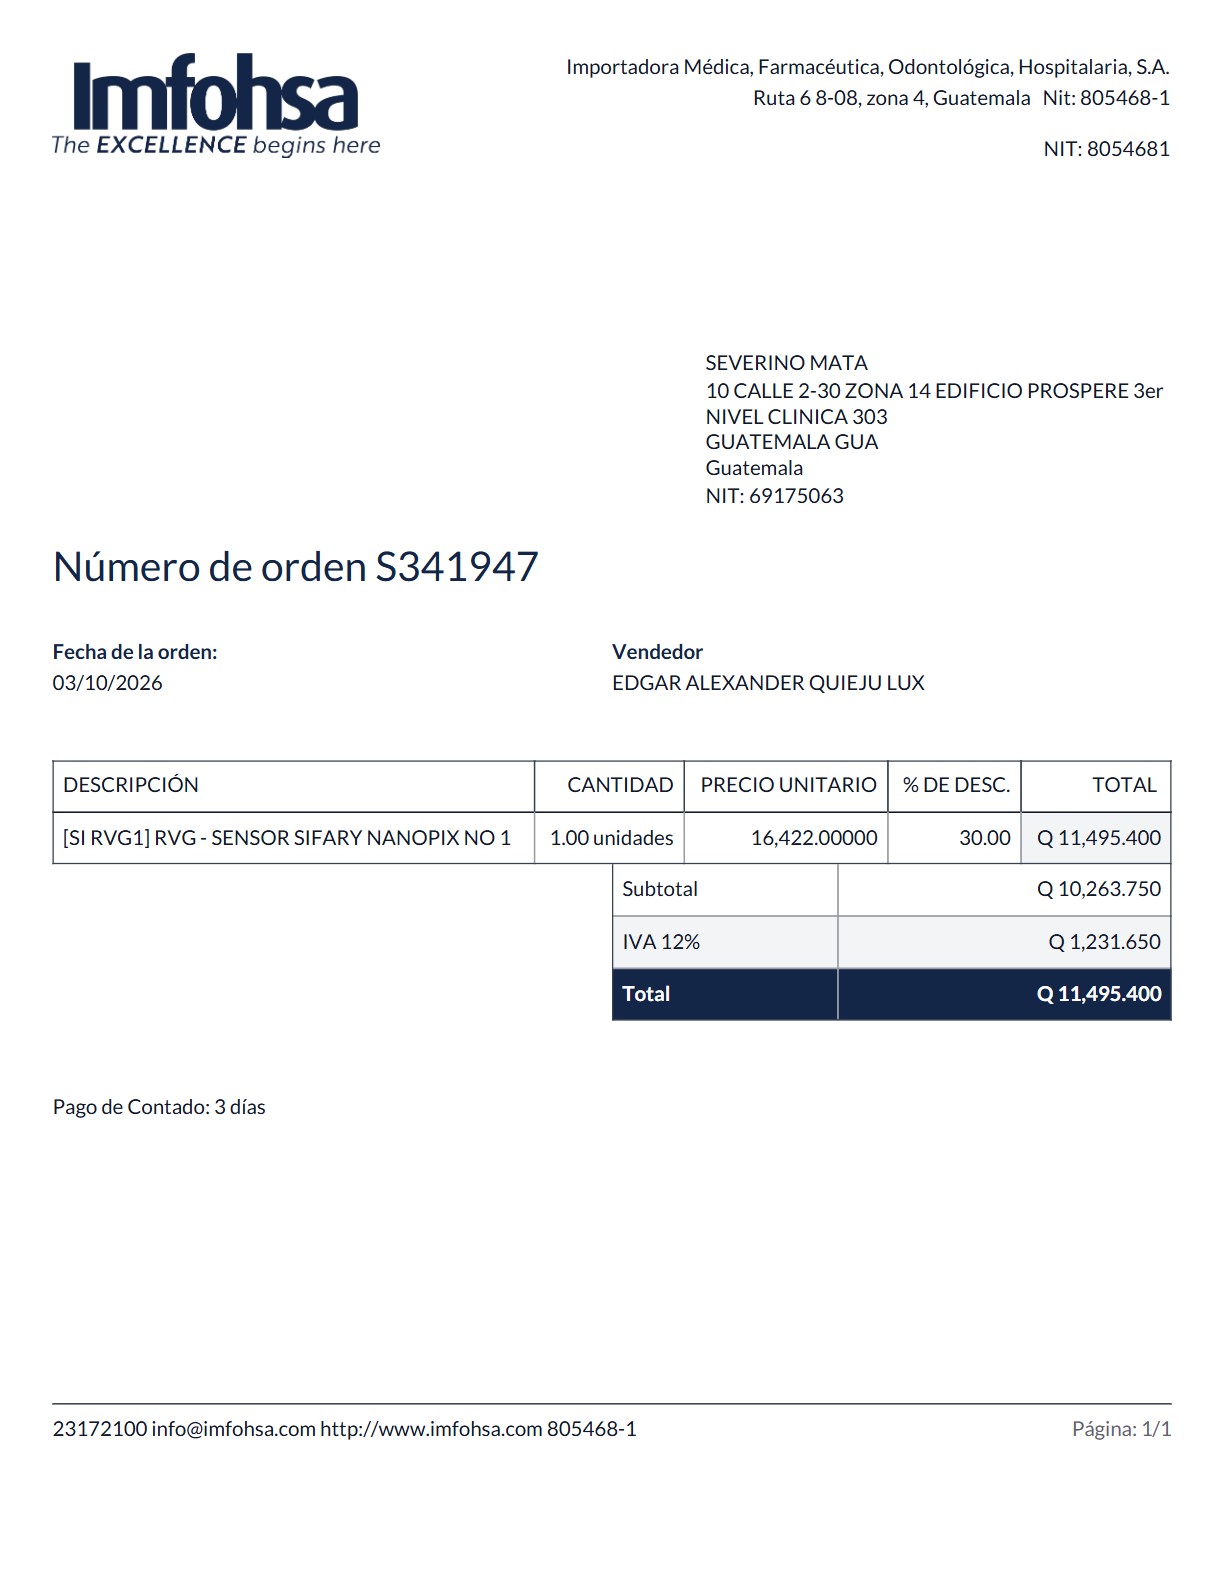 Imfohsa
The EXCELLENCE begins here
Importadora Médica, Farmacéutica, Odontológica, Hospitalaria, S.A.
Ruta 6 8-08, zona 4, Guatemala Nit: 805468-1
NIT: 8054681
SEVERINO MATA
10 CALLE 2-30 ZONA 14 EDIFICIO PROSPERE 3er
NIVEL CLINICA 303
GUATEMALA GUA
Guatemala
NIT: 69175063
Número de orden S341947
Fecha de la orden: Vendedor
03/10/2026 EDGAR ALEXANDER QUIEJU LUX
DESCRIPCIÓN CANTIDAD PRECIO UNITARIO % DE DESC. TOTAL
[SI RVG1] RVG - SENSOR SIFARY NANOPIX NO 1 1.00 unidades 16,422.00000 30.00 Q 11,495.400
Subtotal Q 10,263.750
IVA 12% Q 1,231.650
Total Q 11,495.400
Pago de Contado: 3 días
23172100 info@imfohsa.com http://www.imfohsa.com 805468-1 Página: 1/1